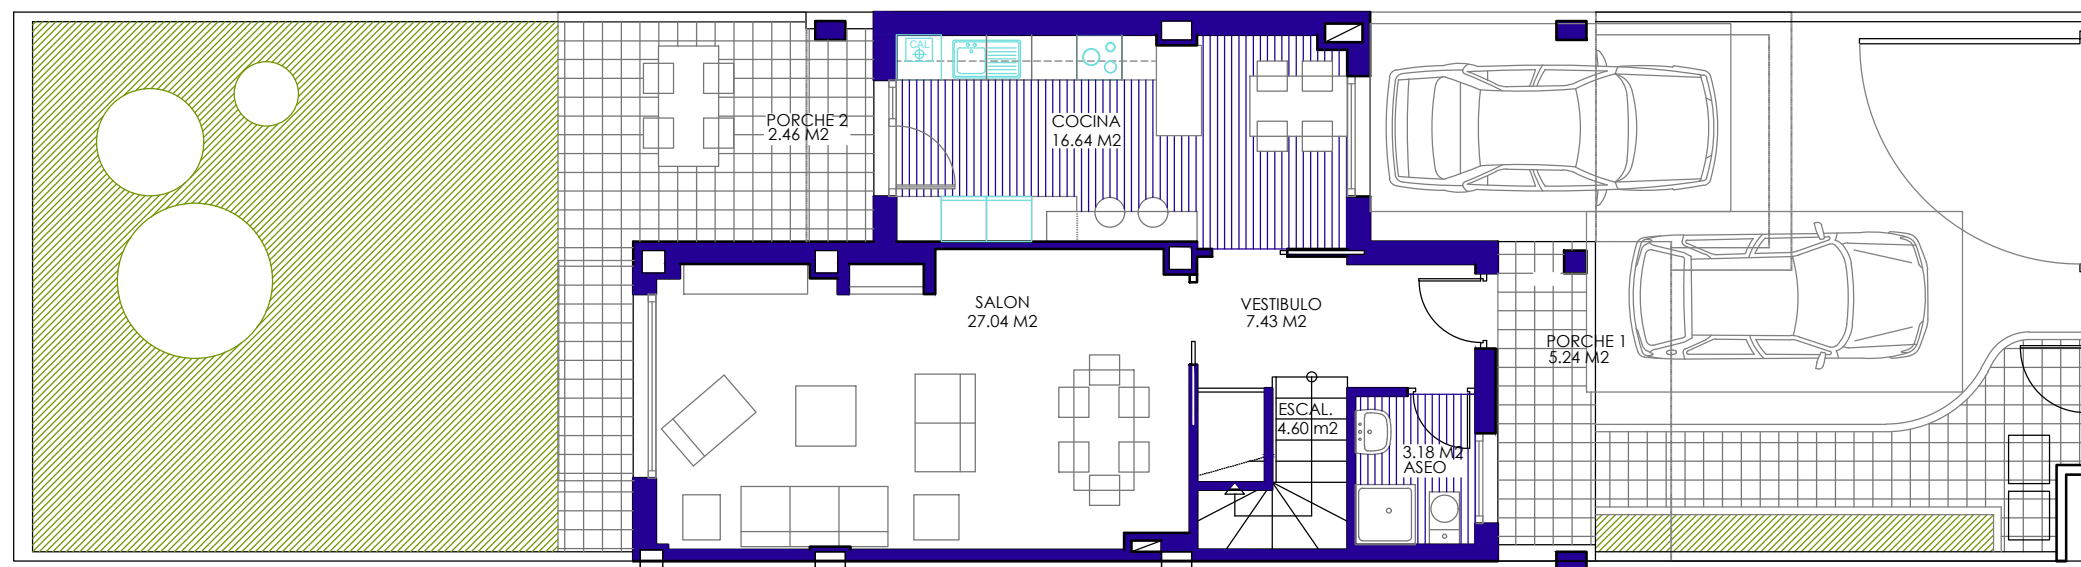 CAL
PORCHE 2
2.46 M2
COCINA
16.64 M2
SALON
27.04 M2
VESTIBULO
7.43 M2
PORCHE 1
5.24 M2
ESCAL.
4.60 m2
3.18 M2
ASEO